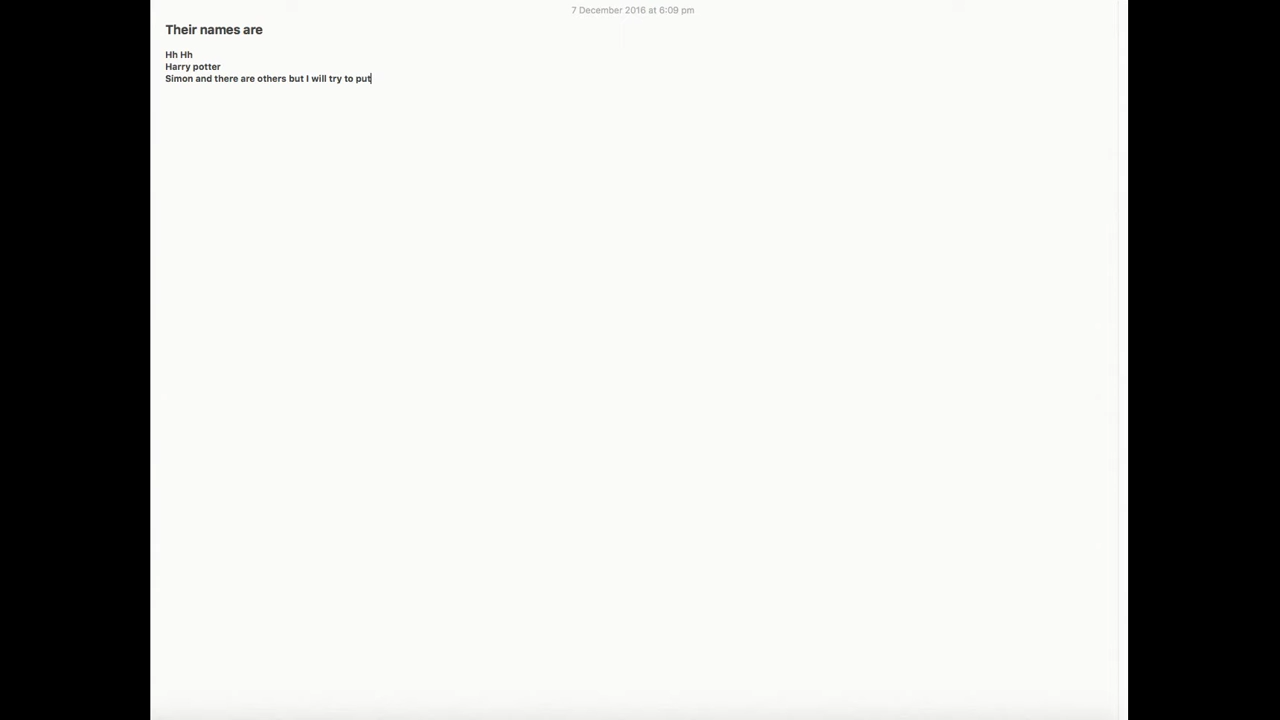 7 December 2016 at 6:09 pm
Their names are
Hh Hh
Harry potter
Simon and there are others but I will try to put